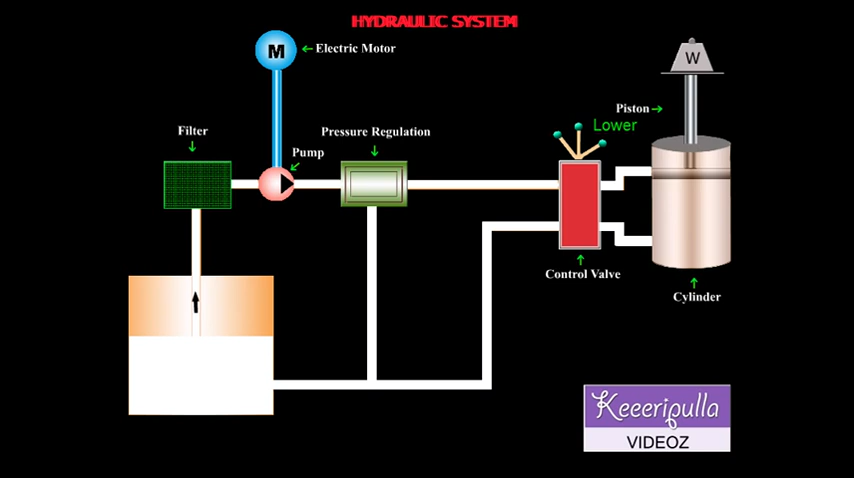 HYDRAULIC SYSTEM
M
Electric Motor
W
Piston
Lower
Filter
Pressure Regulation
Pump
Control Valve
Cylinder
Keeeripulla
VIDEOZ